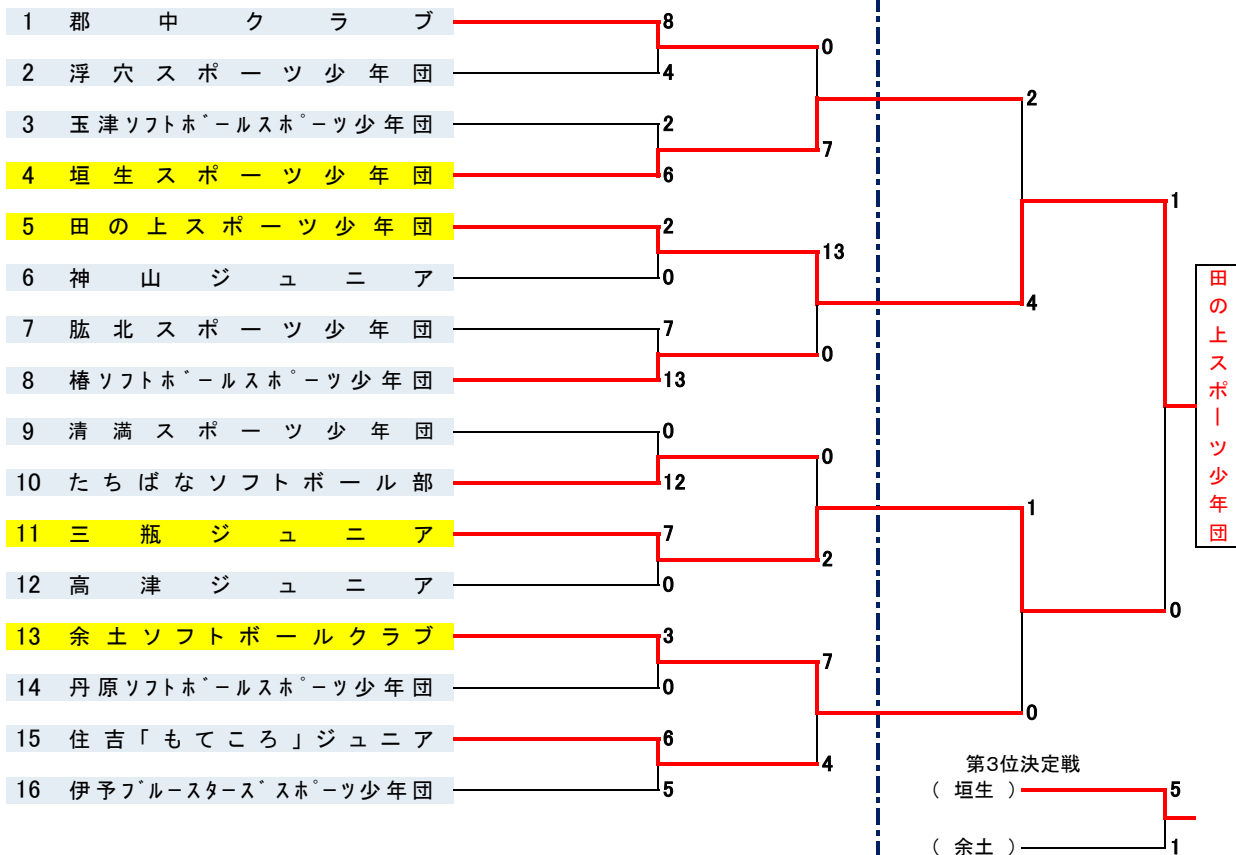 1 郡中クラブ 8
0
2 浮穴スポーツ少年団 4
2
3 玉津ソフトボールスポーツ少年団 2
7
4 垣生スポーツ少年団 6
1
5 田の上スポーツ少年団 2
13
6 神山ジュニア 0
4
7 肱北スポーツ少年団 7
0
8 椿ソフトボールスポーツ少年団 13
田の上スポーツ少年団
9 清満スポーツ少年団 0
0
10 たちばなソフトボール部 12
1
11 三瓶ジュニア 7
2
12 高津ジュニア 0
0
13 余土ソフトボールクラブ 3
7
14 丹原ソフトボールスポーツ少年団 0
0
15 住吉「もてころ」ジュニア 6
4
16 伊予ブルースターズスポーツ少年団 5
第3位決定戦
( 垣生 ) 5
( 余土 ) 1